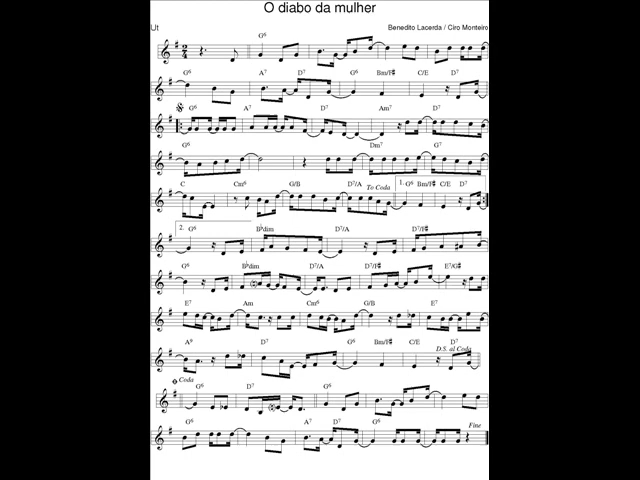 O diabo da mulher
Ut Benedito Lacerda / Ciro Monteiro
G6
G6 A7 D7 G6 Bm/F# C/E D7
G6 A7 D7 Am7 D7
G6 Dm7 G7
C Cm6 G/B D7/A To Coda 1. G6 Bm/F# C/E D7
2. G6 B♭dim D7/A D7/F#
G6 B♭dim D7/A D7/F# E7/G#
E7 Am Cm6 G/B E7
A9 D7 G6 Bm/F# C/E D7 D.S. al Coda
Coda G6 D7 G6
G6 A7 D7 G6 Fine